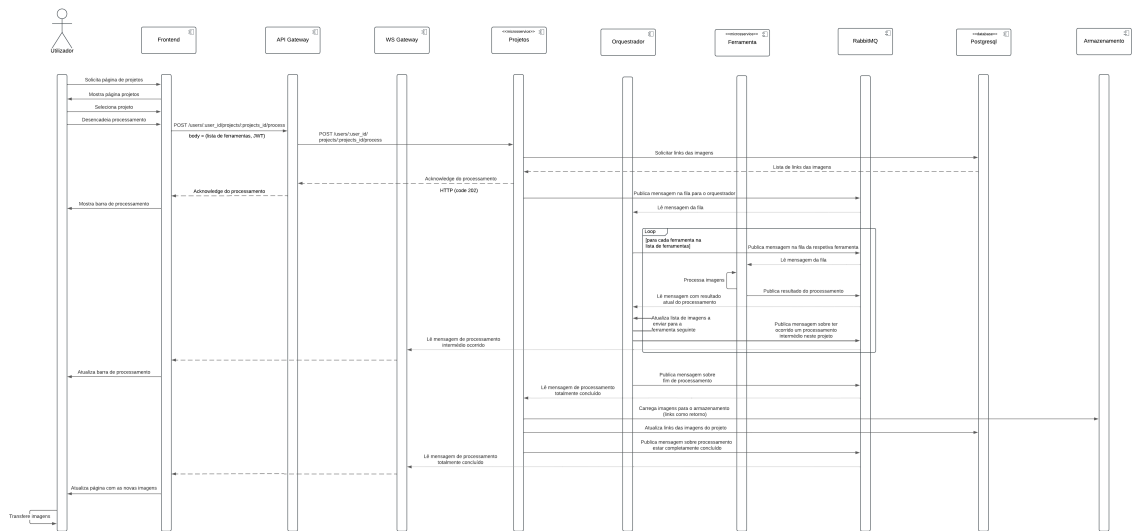 Utilizador
Frontend
API Gateway
WS Gateway
<<microservice>>
Projetos
Orquestrador
<<microservice>>
Ferramenta
RabbitMQ
<<database>>
Postgresql
Armazenamento
Solicita página de projetos
Mostra página projetos
Seleciona projeto
Desencadeia processamento
POST /users/:user_id/projects/:projects_id/process
body = (lista de ferramentas, JWT)
POST /users/:user_id/
projects/:projects_id/process
Solicitar links das imagens
Lista de links das imagens
Acknowledge do processamento
HTTP (code 202)
Acknowledge do processamento
Publica mensagem na fila para o orquestrador
Mostra barra de processamento
Lê mensagem da fila
Loop
[para cada ferramenta na
lista de ferramentas]
Publica mensagem na fila da respetiva ferramenta
Lê mensagem da fila
Processa imagens
Publica resultado do processamento
Lê mensagem com resultado
atual do processamento
Atualiza lista de imagens a
enviar para a
ferramenta seguinte
Publica mensagem sobre ter
ocorrido um processamento
intermédio neste projeto
Lê mensagem de processamento
intermédio ocorrido
Atualiza barra de processamento
Publica mensagem sobre
fim de processamento
Lê mensagem de processamento
totalmente concluído
Carrega imagens para o armazenamento
(links como retorno)
Atualiza links das imagens do projeto
Publica mensagem sobre processamento
estar completamente concluído
Lê mensagem de processamento
totalmente concluído
Atualiza página com as novas imagens
Transfere imagens